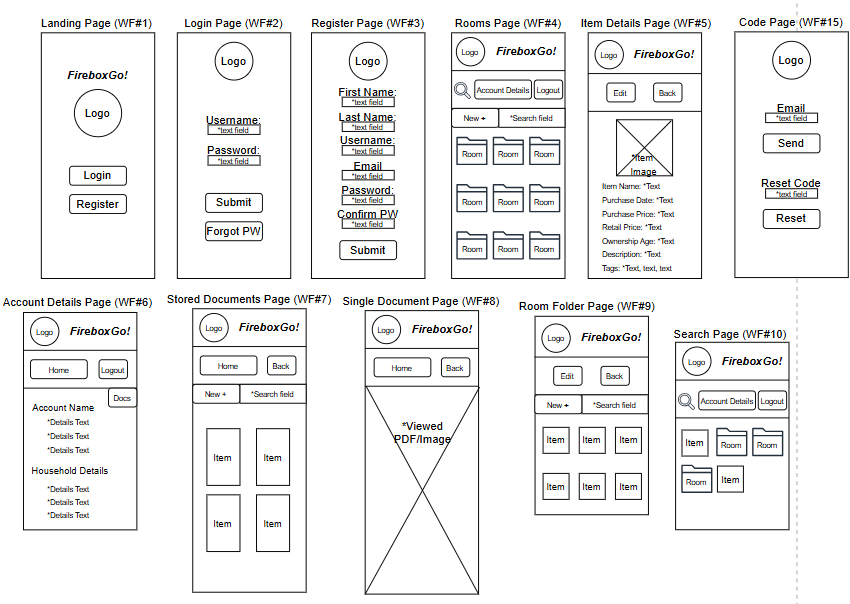 Landing Page (WF#1)
FireboxGo!
Logo
Login
Register
Login Page (WF#2)
Logo
Username:
*text field
Password:
*text field
Submit
Forgot PW
Register Page (WF#3)
Logo
First Name:
*text field
Last Name:
*text field
Username:
*text field
Email
*text field
Password:
*text field
Confirm PW
*text field
Submit
Rooms Page (WF#4)
Logo
FireboxGo!
Account Details
Logout
New +
*Search field
Room
Room
Room
Room
Room
Room
Room
Room
Room
Item Details Page (WF#5)
Logo
FireboxGo!
Edit
Back
*Item
Image
Item Name: *Text
Purchase Date: *Text
Purchase Price: *Text
Retail Price: *Text
Ownership Age: *Text
Description: *Text
Tags: *Text, text, text
Code Page (WF#15)
Logo
Email
*text field
Send
Reset Code
*text field
Reset
Account Details Page (WF#6)
Logo
FireboxGo!
Home
Logout
Docs
Account Name
*Details Text
*Details Text
*Details Text
Household Details
*Details Text
*Details Text
*Details Text
Stored Documents Page (WF#7)
Logo
FireboxGo!
Home
Back
New +
*Search field
Item
Item
Item
Item
Single Document Page (WF#8)
Logo
FireboxGo!
Home
Back
*Viewed
PDF/Image
Room Folder Page (WF#9)
Logo
FireboxGo!
Edit
Back
New +
*Search field
Item
Item
Item
Item
Item
Item
Search Page (WF#10)
Logo
FireboxGo!
Account Details
Logout
Item
Room
Room
Room
Item